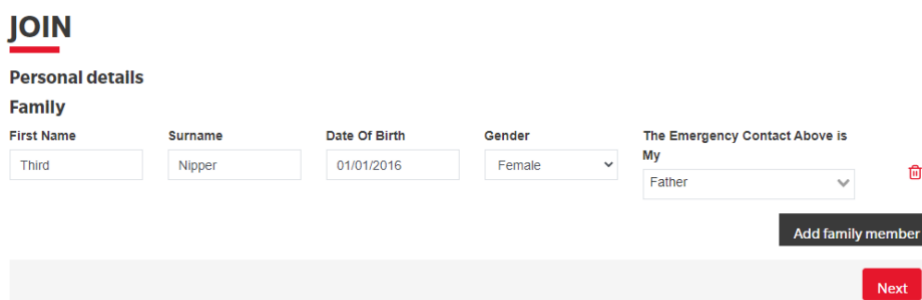 JOIN
Personal details
Family
First Name Surname Date Of Birth Gender The Emergency Contact Above is
My
Third Nipper 01/01/2016 Female Father
Add family member
Next